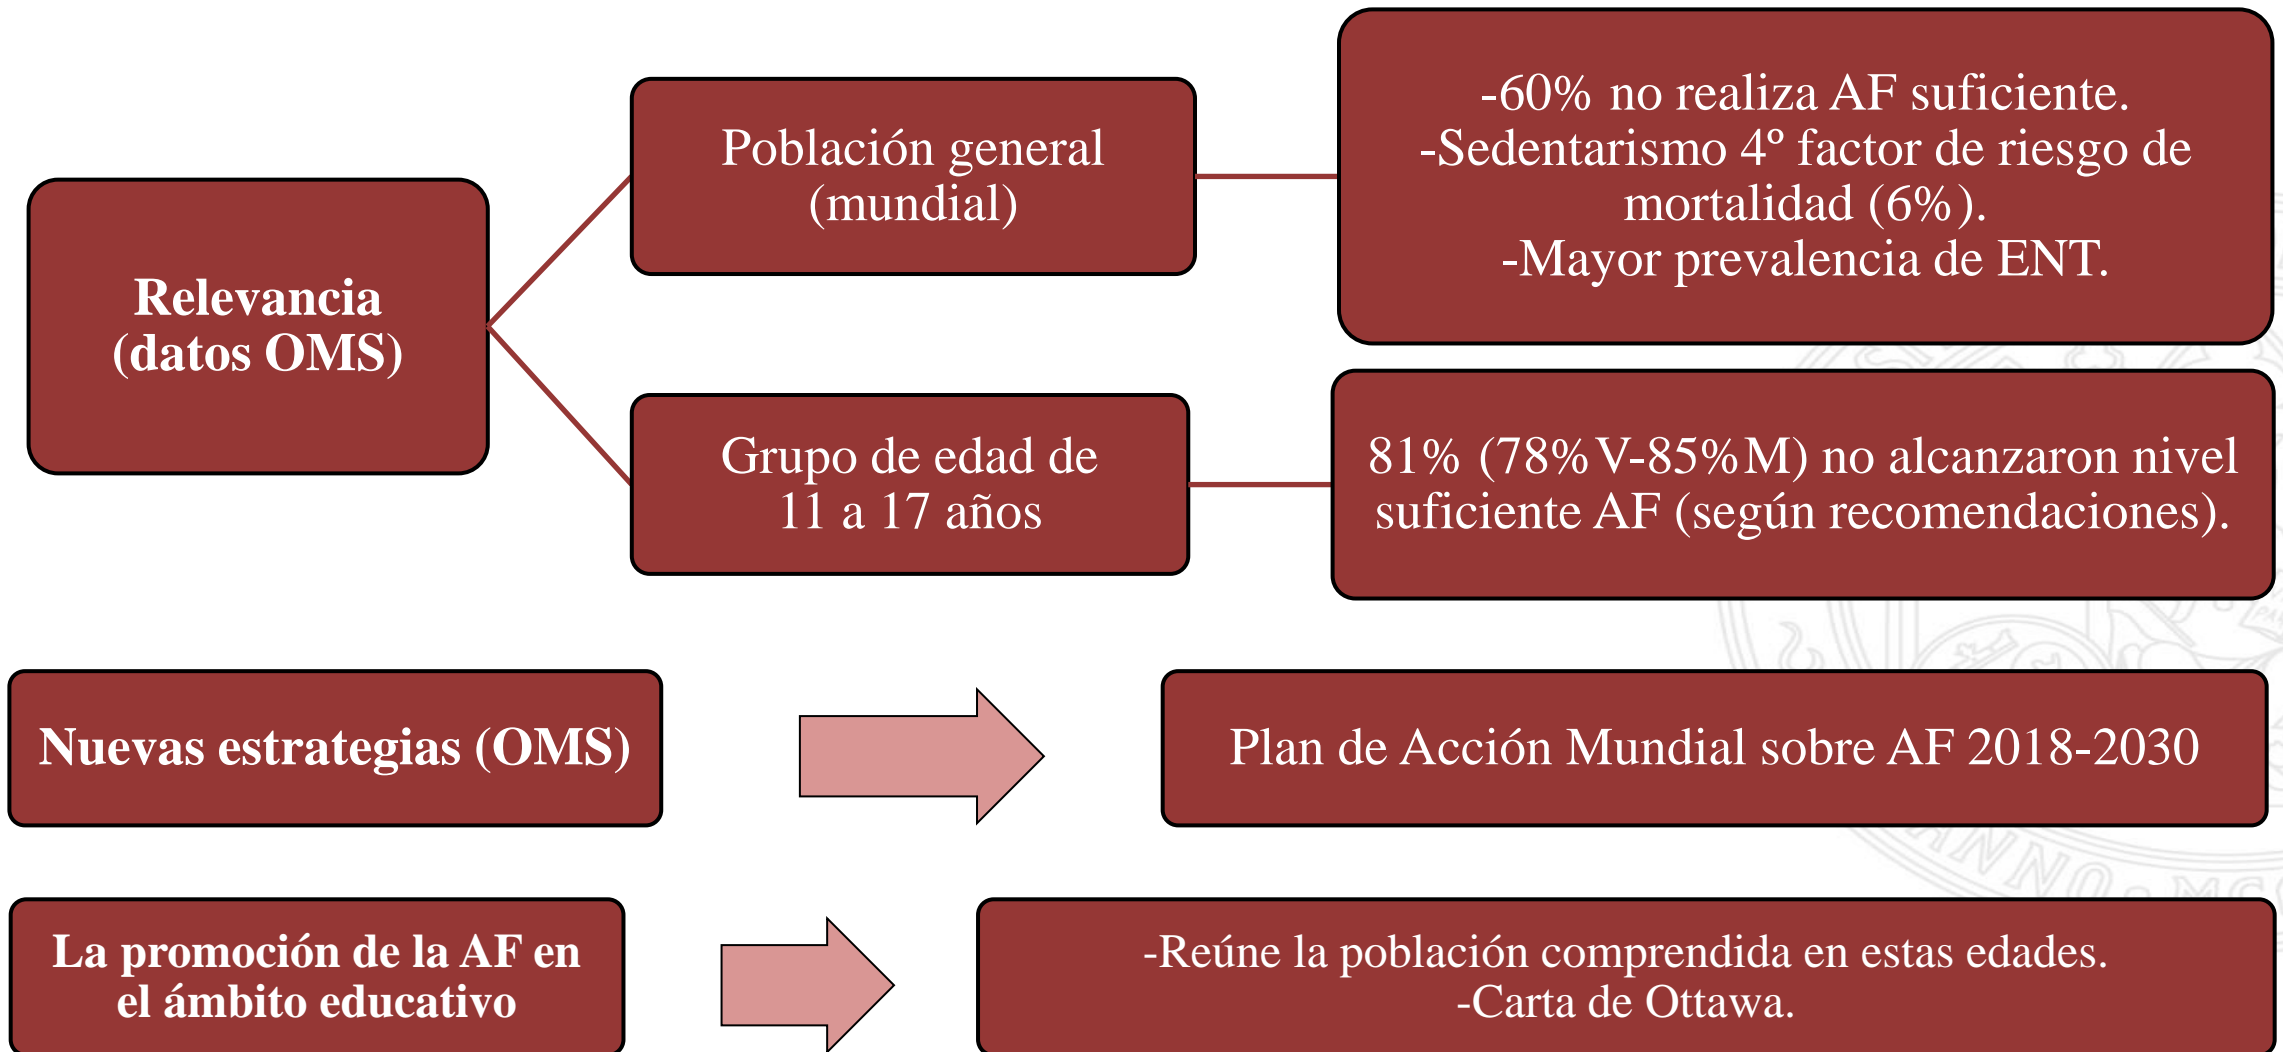 Relevancia
(datos OMS)
Población general
(mundial)
-60% no realiza AF suficiente.
-Sedentarismo 4º factor de riesgo de
mortalidad (6%).
-Mayor prevalencia de ENT.
Grupo de edad de
11 a 17 años
81% (78%V-85%M) no alcanzaron nivel
suficiente AF (según recomendaciones).
Nuevas estrategias (OMS)
Plan de Acción Mundial sobre AF 2018-2030
La promoción de la AF en
el ámbito educativo
-Reúne la población comprendida en estas edades.
-Carta de Ottawa.
ANNO